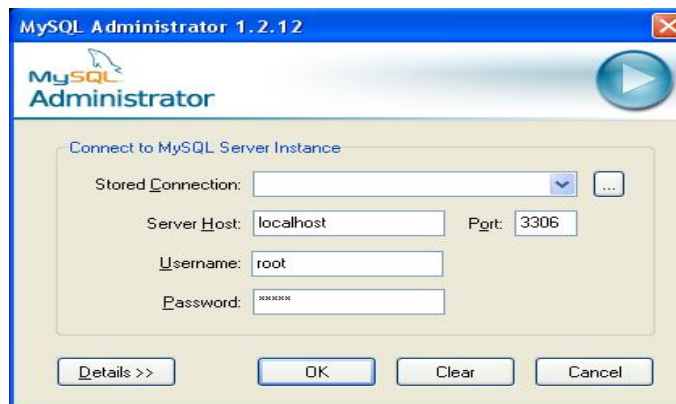 MySQL Administrator 1.2.12
MySQL
Administrator
Connect to MySQL Server Instance
Stored Connection:
...
Server Host: localhost Port: 3306
Username: root
Password: *****
Details >> OK Clear Cancel